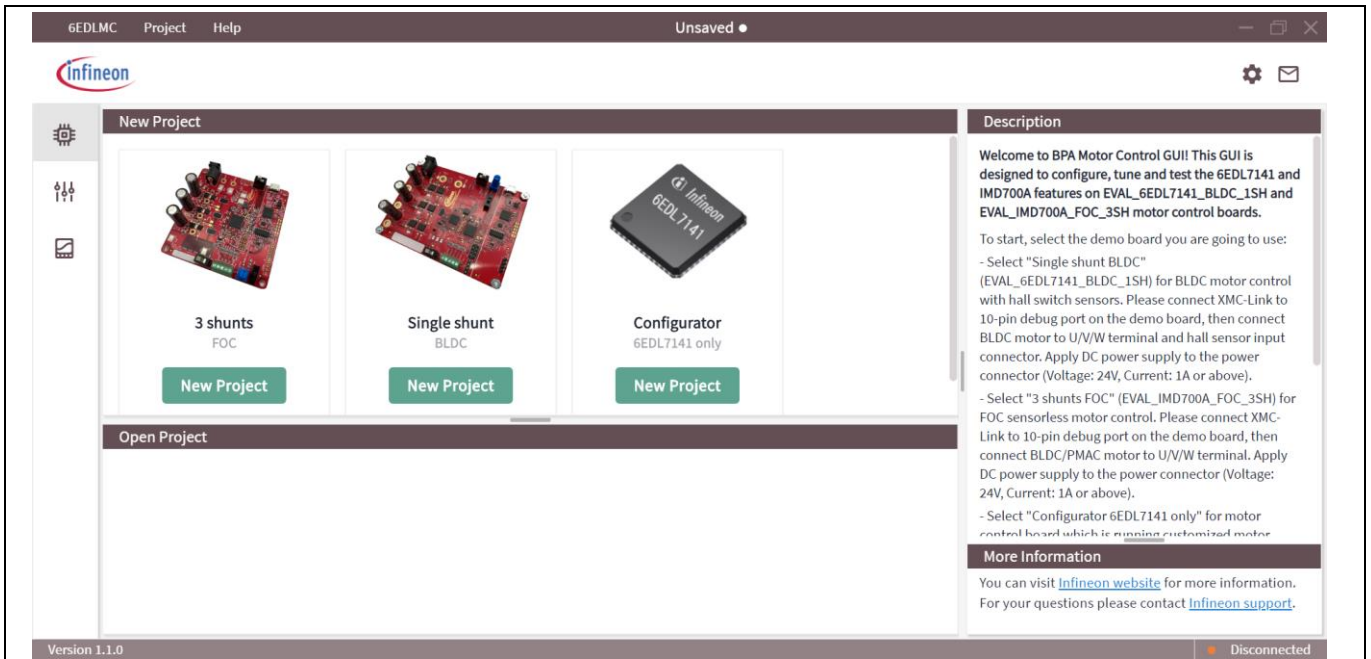 6EDLMC Project Help Unsaved
infineon
New Project
Infineon
6EDL7141
3 shunts
FOC
New Project
Single shunt
BLDC
New Project
Configurator
6EDL7141 only
New Project
Open Project
Description
Welcome to BPA Motor Control GUI! This GUI is
designed to configure, tune and test the 6EDL7141 and
IMD700A features on EVAL_6EDL7141_BLDC_1SH and
EVAL_IMD700A_FOC_3SH motor control boards.
To start, select the demo board you are going to use:
- Select "Single shunt BLDC"
(EVAL_6EDL7141_BLDC_1SH) for BLDC motor control
with hall switch sensors. Please connect XMC-Link to
10-pin debug port on the demo board, then connect
BLDC motor to U/V/W terminal and hall sensor input
connector. Apply DC power supply to the power
connector (Voltage: 24V, Current: 1A or above).
- Select "3 shunts FOC" (EVAL_IMD700A_FOC_3SH) for
FOC sensorless motor control. Please connect XMC-
Link to 10-pin debug port on the demo board, then
connect BLDC/PMAC motor to U/V/W terminal. Apply
DC power supply to the power connector (Voltage:
24V, Current: 1A or above).
- Select "Configurator 6EDL7141 only" for motor
control board which is running customized motor
More Information
You can visit Infineon website for more information.
For your questions please contact Infineon support.
Version 1.1.0
Disconnected